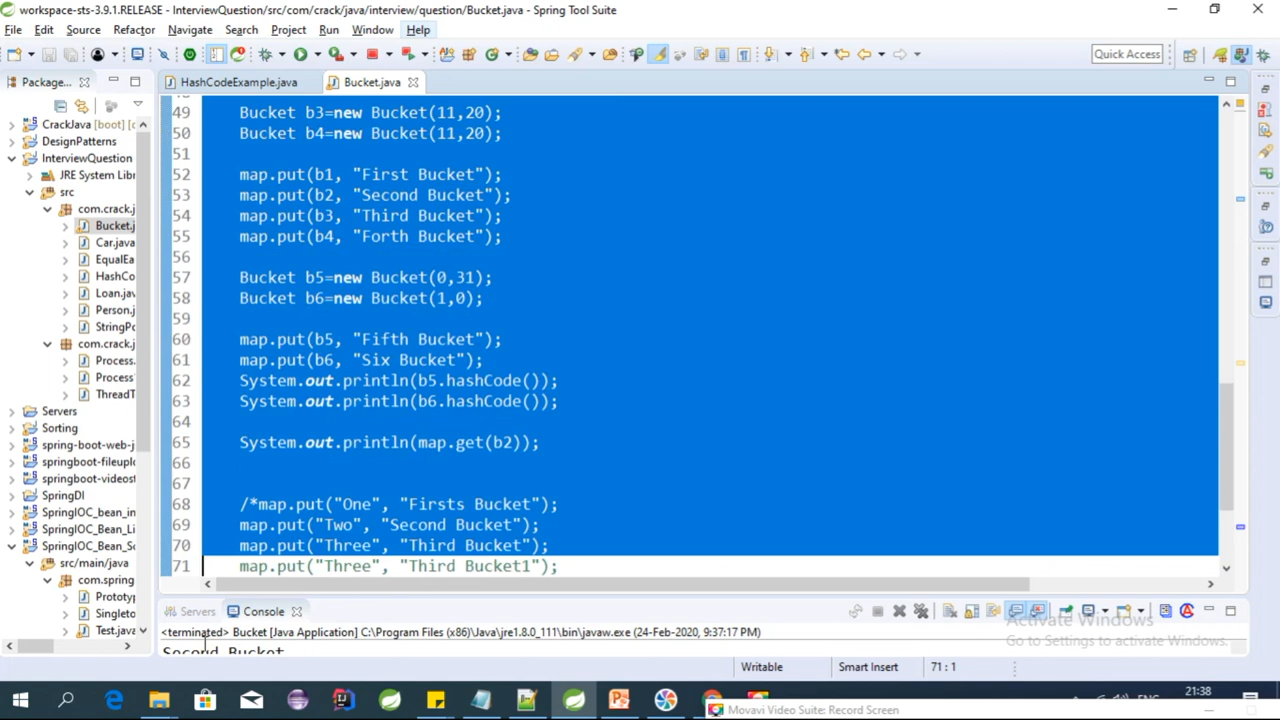 workspace-sts-3.9.1.RELEASE - InterviewQuestion/src/com/crack/java/interview/question/Bucket.java - Spring Tool Suite
File Edit Source Refactor Navigate Search Project Run Window Help
Quick Access
Package...
HashCodeExample.java Bucket.java
CrackJava [boot] [c
DesignPatterns
InterviewQuestion
JRE System Libr
src
com.crack.j
Bucket.j
Car.java
EqualEa
HashCo
Loan.jav
Person.j
StringPo
com.crack.j
Process.
Process
ThreadT
Servers
Sorting
spring-boot-web-j
springboot-fileuplo
springboot-videost
SpringDI
SpringIOC_bean_in
SpringIOC_Bean_Li
SpringIOC_Bean_Sc
src/main/java
com.spring
Prototyp
Singleto
Test.java
49 Bucket b3=new Bucket(11,20);
50 Bucket b4=new Bucket(11,20);
51
52 map.put(b1, "First Bucket");
53 map.put(b2, "Second Bucket");
54 map.put(b3, "Third Bucket");
55 map.put(b4, "Forth Bucket");
56
57 Bucket b5=new Bucket(0,31);
58 Bucket b6=new Bucket(1,0);
59
60 map.put(b5, "Fifth Bucket");
61 map.put(b6, "Six Bucket");
62 System.out.println(b5.hashCode());
63 System.out.println(b6.hashCode());
64
65 System.out.println(map.get(b2));
66
67
68 /*map.put("One", "Firsts Bucket");
69 map.put("Two", "Second Bucket");
70 map.put("Three", "Third Bucket");
71 map.put("Three", "Third Bucket1");
Servers Console
<terminated> Bucket [Java Application] C:\Program Files (x86)\Java\jre1.8.0_111\bin\javaw.exe (24-Feb-2020, 9:37:17 PM)
Second Bucket
Activate Windows
Go to Settings to activate Windows.
Writable Smart Insert 71 : 1
ENG 21:38
Movavi Video Suite: Record Screen